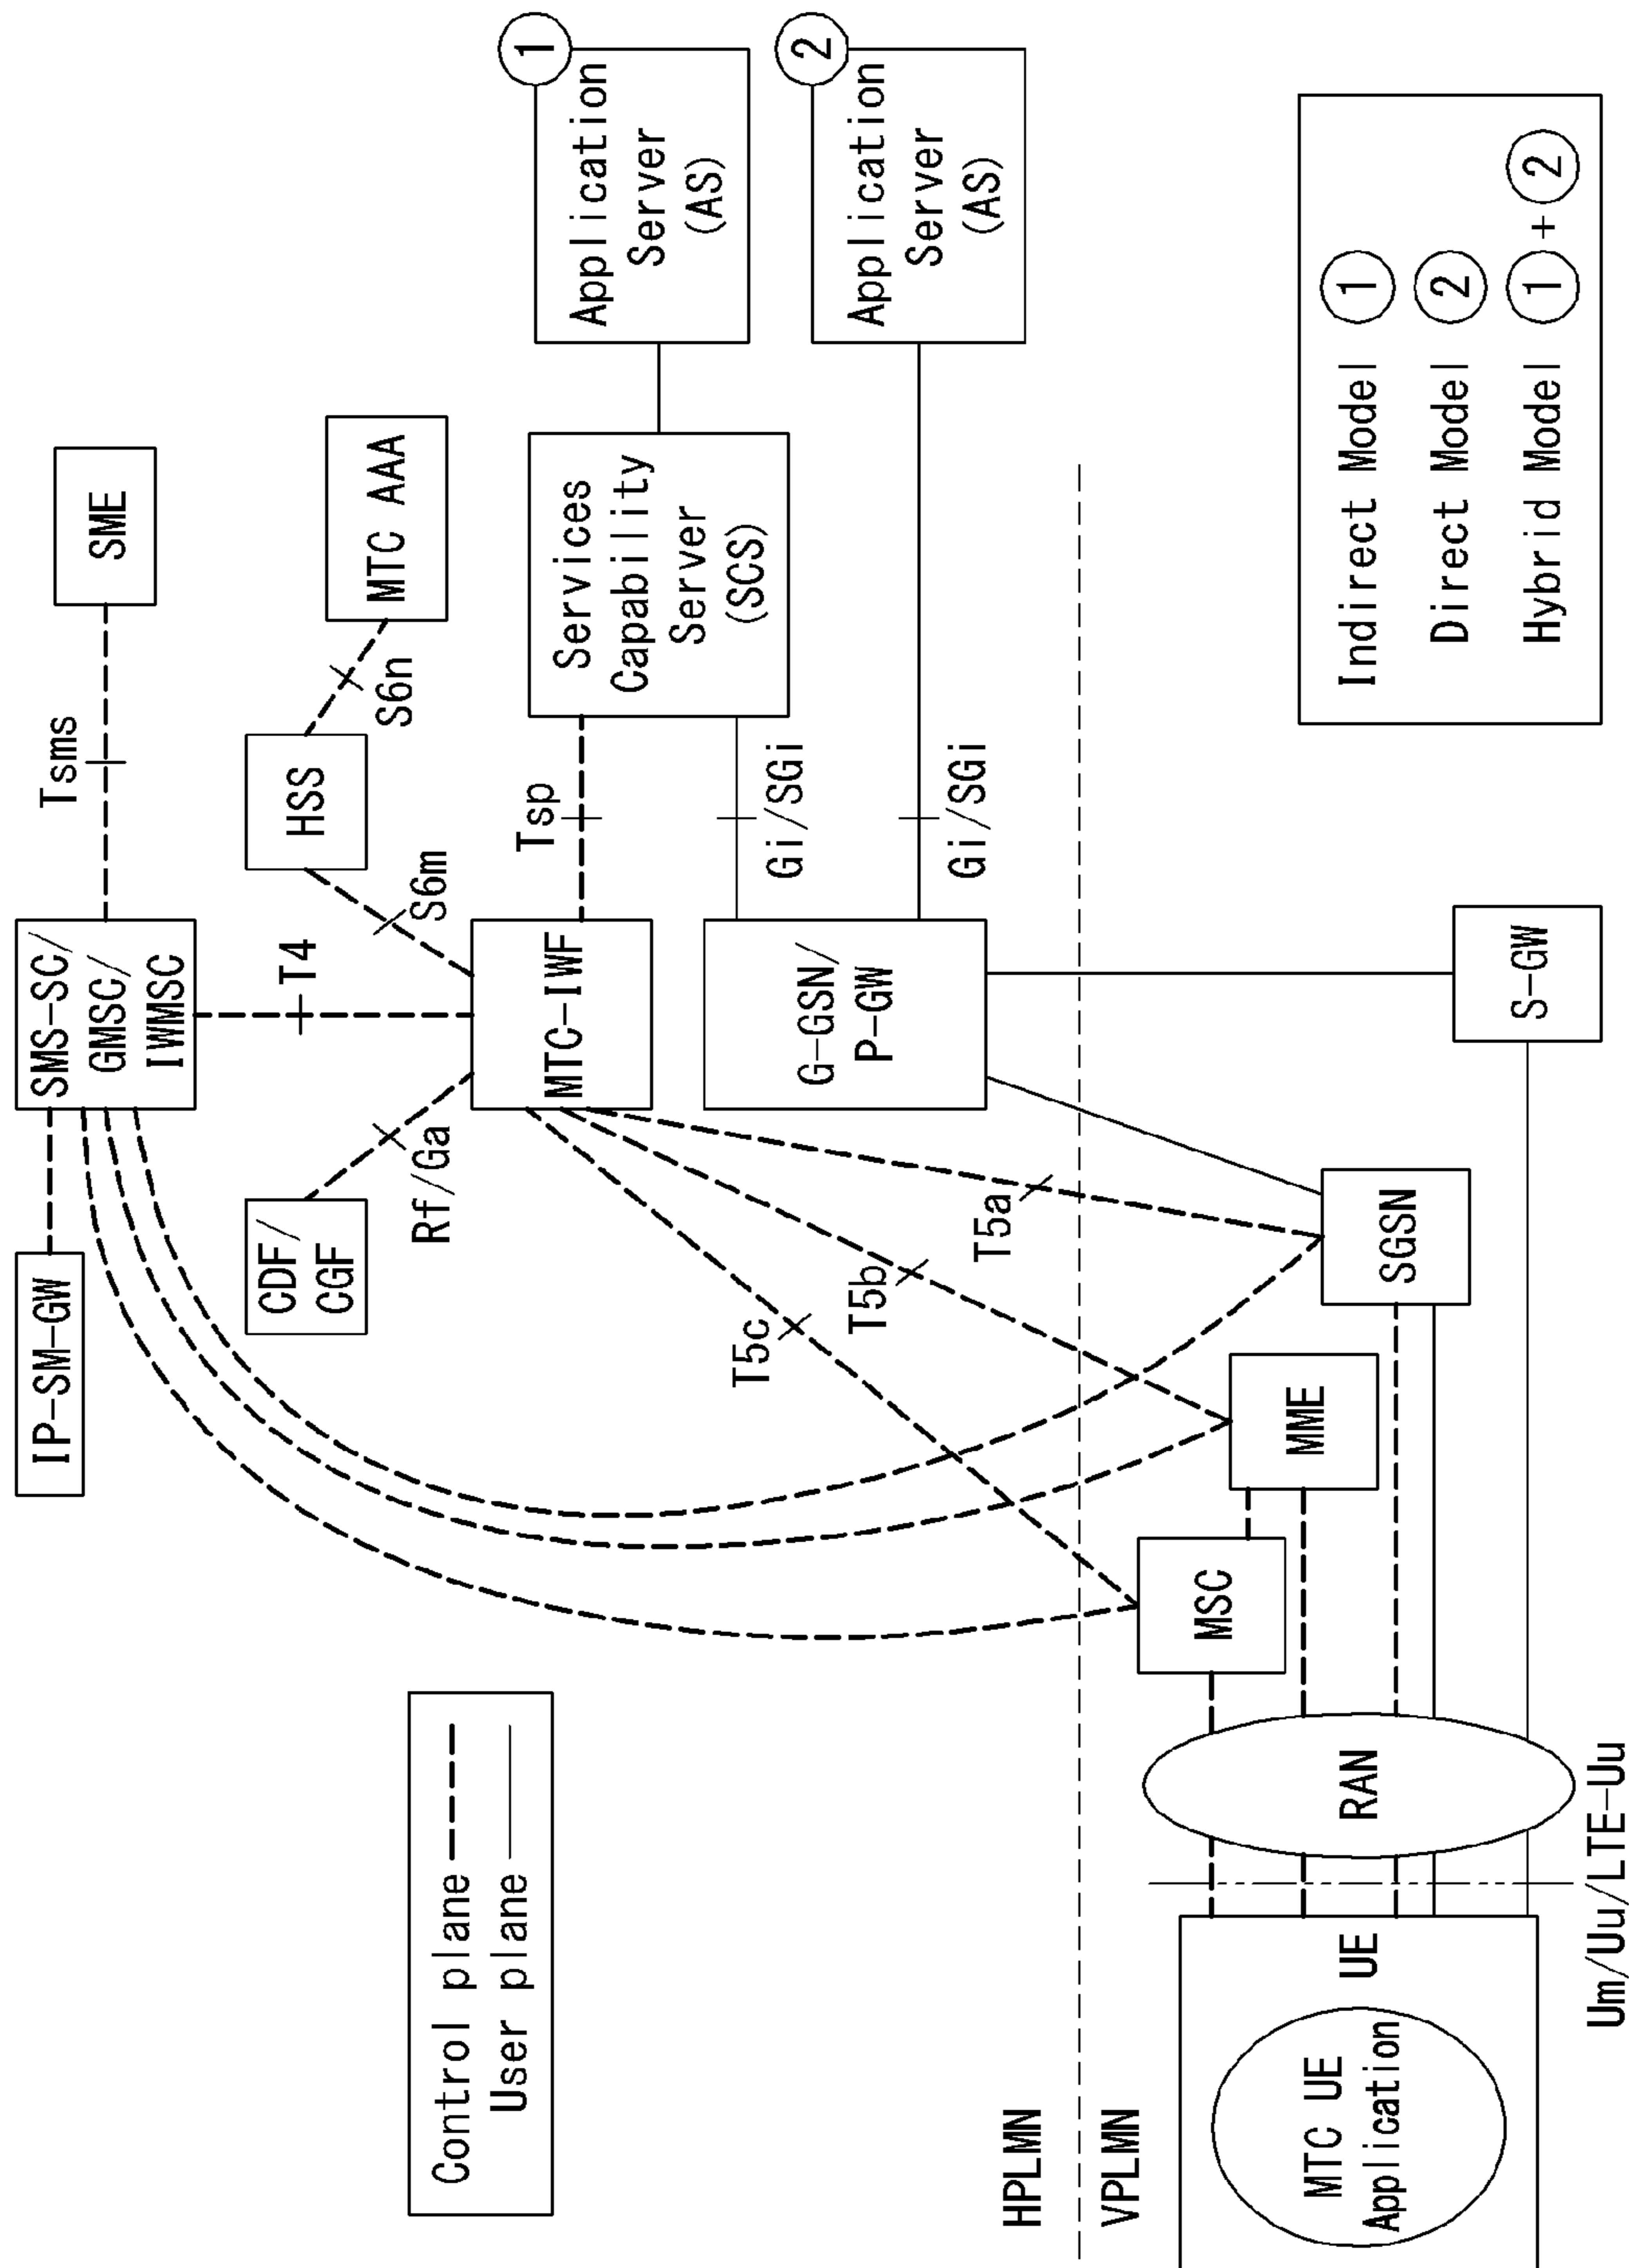 IP-SM-GW
SMS-SC/
GMSC/
IWMSC
Tsms
SME
CDF/
CGF
T4
HSS
S6n
MTC AAA
Rf/Ga
S6m
Control plane
User plane
MTC-IWF
Tsp
Services
Capability
Server
(SCS)
1
Application
Server
(AS)
T5c
T5b
T5a
G-GSN/
P-GW
Gi/SGi
Gi/SGi
2
Application
Server
(AS)
HPLMN
VPLMN
MTC UE
Application
UE
RAN
MSC
MME
SGSN
S-GW
Um/Uu/LTE-Uu
Indirect Model 1
Direct Model 2
Hybrid Model 1 + 2